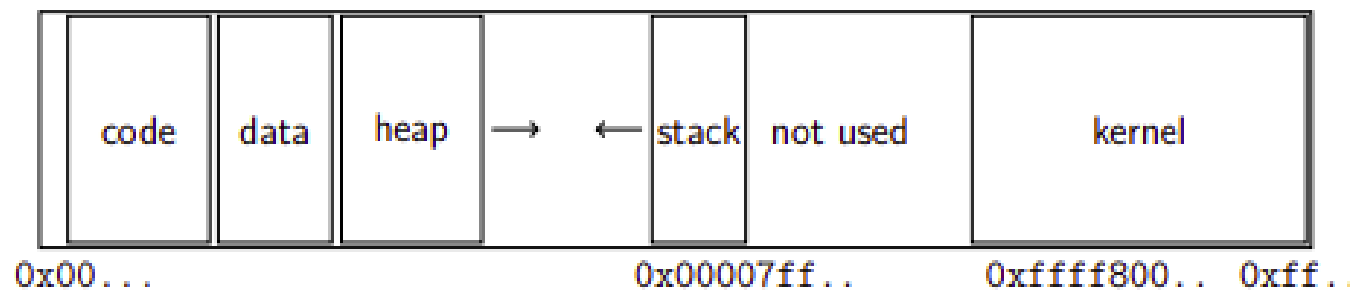 code data heap → ← stack not used kernel
0x00... 0x00007ff.. 0xffff800.. 0xff..